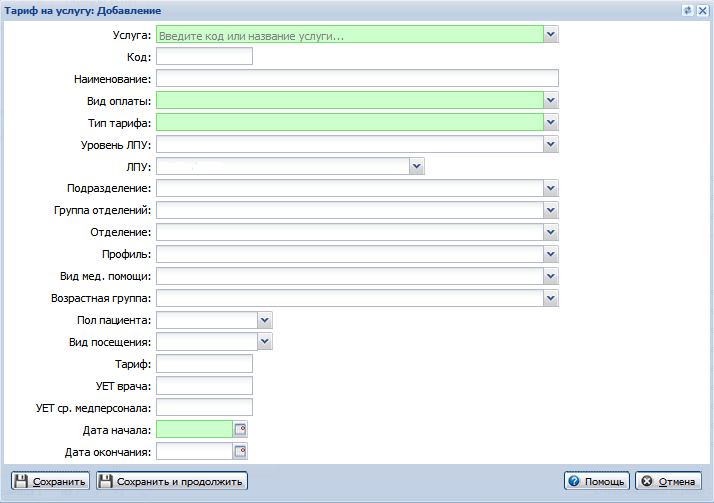 Тариф на услугу: Добавление
Услуга: Введите код или название услуги...
Код:
Наименование:
Вид оплаты:
Тип тарифа:
Уровень ЛПУ:
ЛПУ:
Подразделение:
Группа отделений:
Отделение:
Профиль:
Вид мед. помощи:
Возрастная группа:
Пол пациента:
Вид посещения:
Тариф:
УЕТ врача:
УЕТ ср. медперсонала:
Дата начала:
Дата окончания:
Сохранить Сохранить и продолжить Помощь Отмена